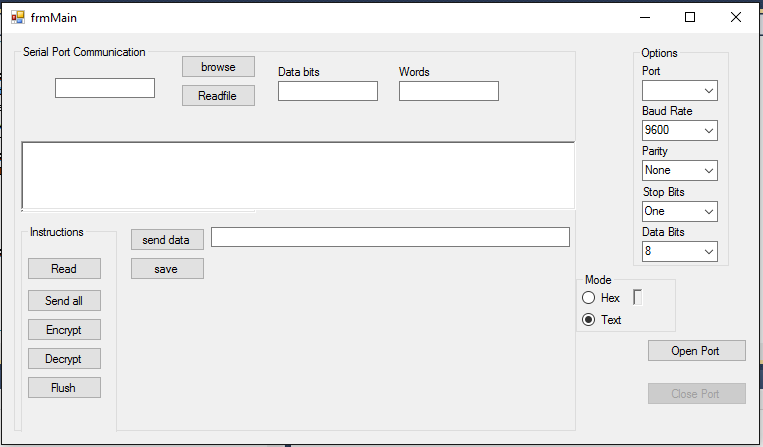 frmMain
Serial Port Communication
browse
Readfile
Data bits
Words
Options
Port
Baud Rate
9600
Parity
None
Stop Bits
One
Data Bits
8
Instructions
Read
Send all
Encrypt
Decrypt
Flush
send data
save
Mode
Hex
Text
Open Port
Close Port